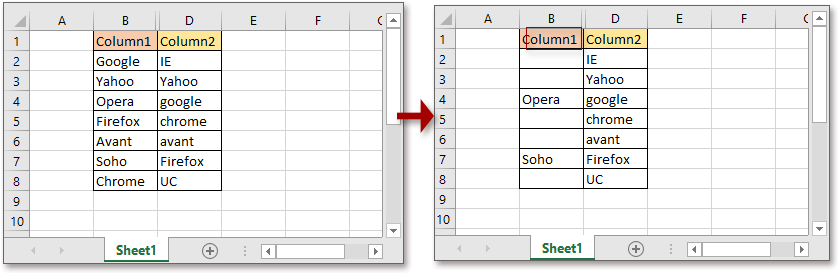 A B D E F G
1 Column1 Column2
2 Google IE
3 Yahoo Yahoo
4 Opera google
5 Firefox chrome
6 Avant avant
7 Soho Firefox
8 Chrome UC
9
10
Sheet1
A B D E F G
1 Column1 Column2
2 IE
3 Yahoo
4 Opera google
5 chrome
6 avant
7 Soho Firefox
8 UC
9
10
Sheet1